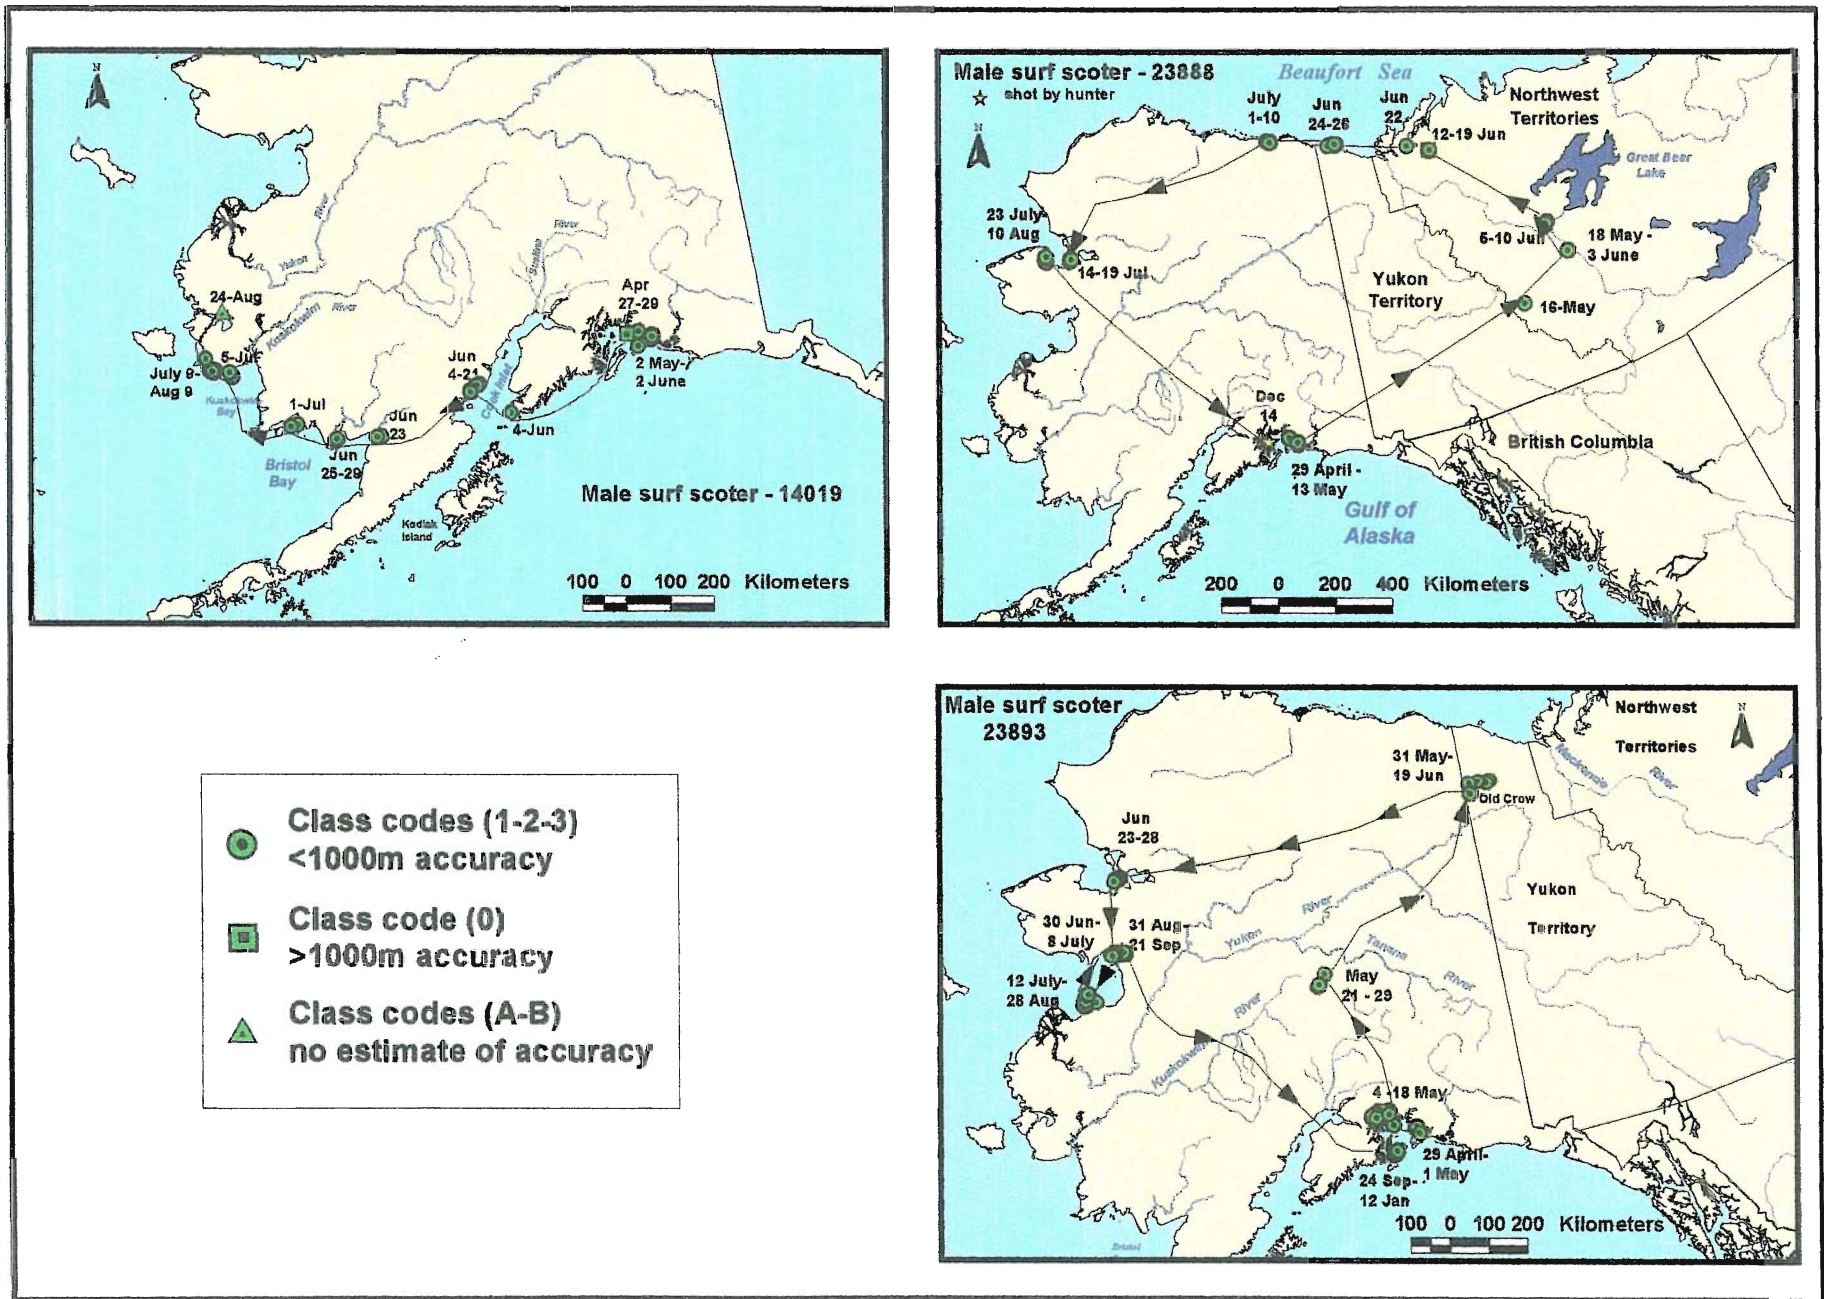 N
River
Yukon
Susitna
River
24-Aug
Kuskokwim
River
Apr
27-29
5-Jul
July 9-
Aug 9
Kuskokwim
Bay
Jun
4-21
Cook Inlet
2 May-
2 June
1-Jul
Jun
23
4-Jun
Jun
25-29
Bristol
Bay
Male surf scoter - 14019
Kodiak
Island
100 0 100 200 Kilometers
Male surf scoter - 23888
shot by hunter
Beaufort Sea
N
July
1-10
Jun
24-26
Jun
22
Northwest
Territories
12-19 Jun
Great Bear
Lake
23 July-
10 Aug
14-19 Jul
5-10 Jun
18 May -
3 June
Yukon
Territory
16-May
Dec
14
29 April -
13 May
British Columbia
Gulf of
Alaska
200 0 200 400 Kilometers
Class codes (1-2-3)
<1000m accuracy
Class code (0)
>1000m accuracy
Class codes (A-B)
no estimate of accuracy
Male surf scoter
23893
Northwest
Territories
N
Mackenzie
River
31 May-
19 Jun
Old Crow
Jun
23-28
River
Yukon
Yukon
Territory
30 Jun-
8 July
31 Aug-
21 Sep
Tanana
River
12 July-
28 Aug
May
21 - 29
River
Kuskokwim
4 -18 May
29 April-
1 May
24 Sep-
12 Jan
100 0 100 200 Kilometers
Bristol